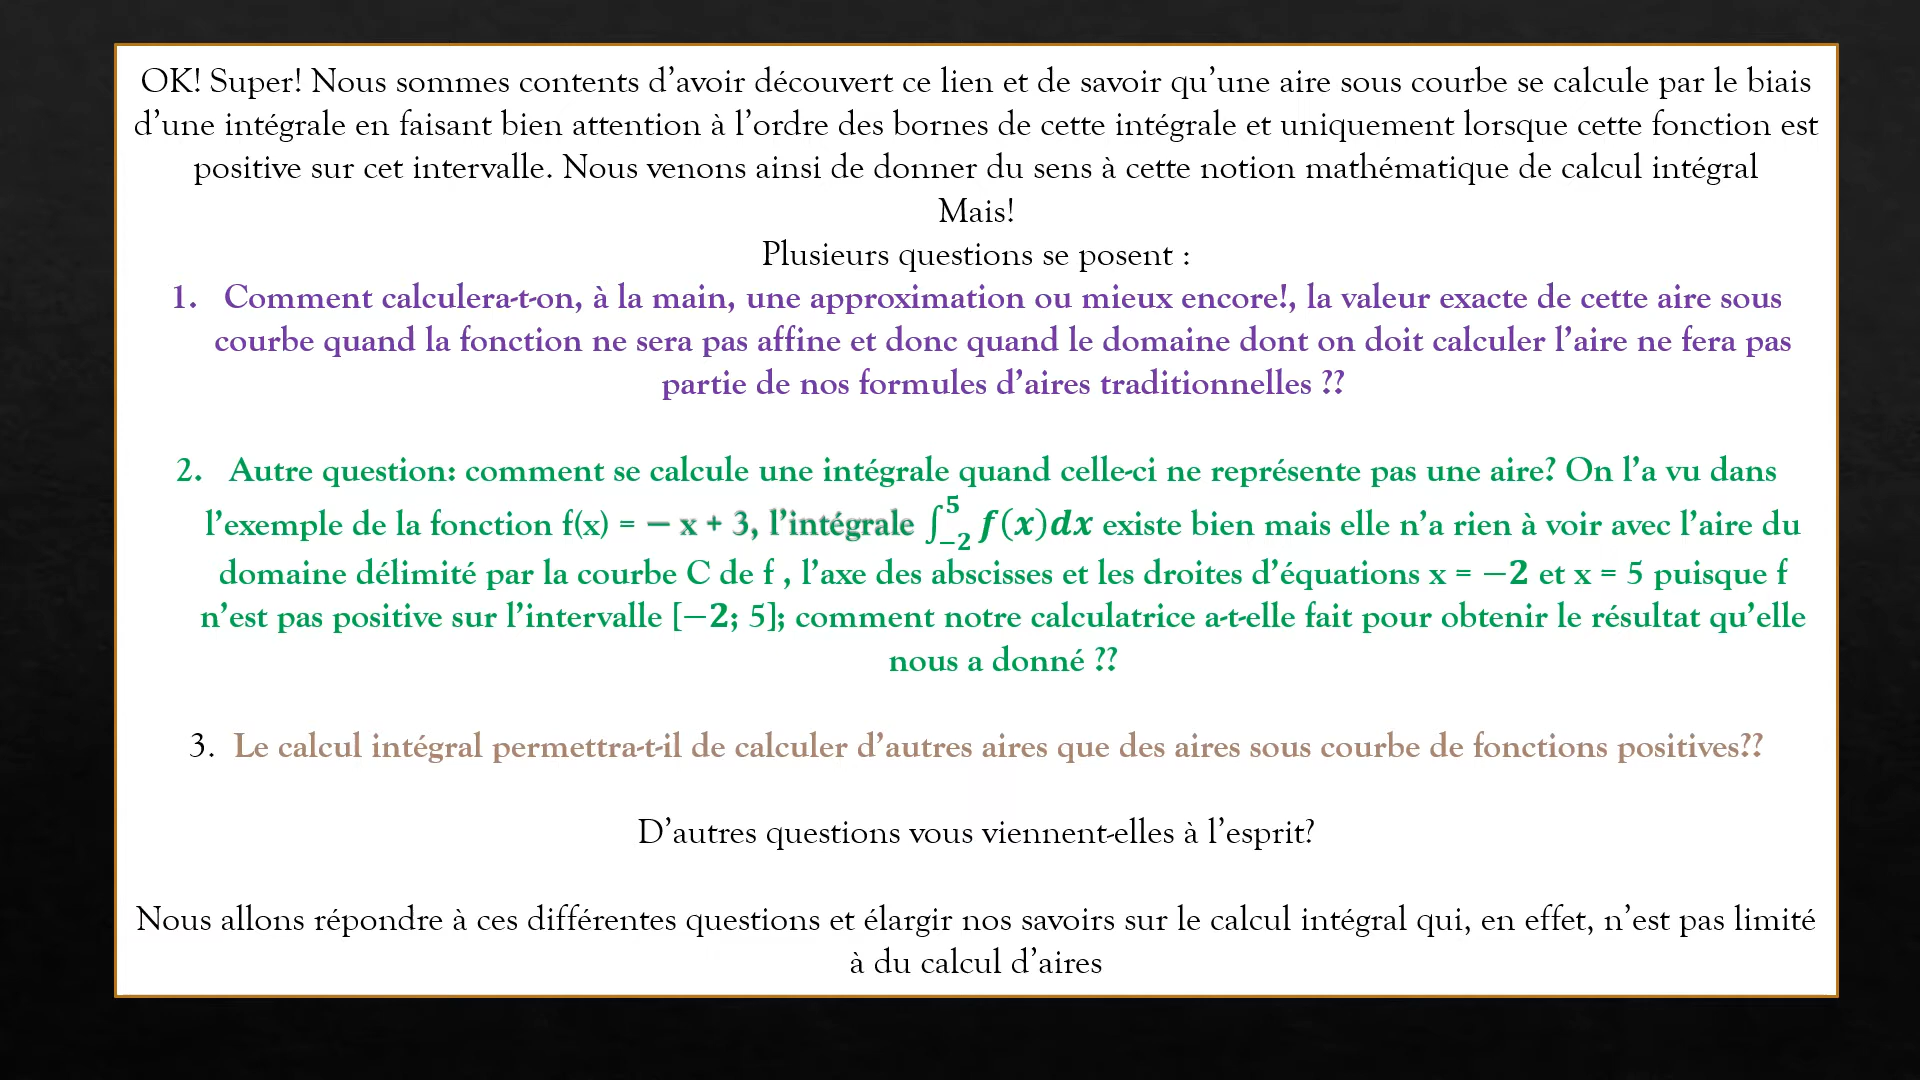 OK! Super! Nous sommes contents d’avoir découvert ce lien et de savoir qu’une aire sous courbe se calcule par le biais
d’une intégrale en faisant bien attention à l’ordre des bornes de cette intégrale et uniquement lorsque cette fonction est
positive sur cet intervalle. Nous venons ainsi de donner du sens à cette notion mathématique de calcul intégral
Mais!
Plusieurs questions se posent :
1. Comment calculera-t-on, à la main, une approximation ou mieux encore!, la valeur exacte de cette aire sous
courbe quand la fonction ne sera pas affine et donc quand le domaine dont on doit calculer l’aire ne fera pas
partie de nos formules d’aires traditionnelles ??
2. Autre question: comment se calcule une intégrale quand celle-ci ne représente pas une aire? On l’a vu dans
l’exemple de la fonction f(x) = − x + 3, l’intégrale ∫₋₂⁵ f(x)dx existe bien mais elle n’a rien à voir avec l’aire du
domaine délimité par la courbe C de f , l’axe des abscisses et les droites d’équations x = −2 et x = 5 puisque f
n’est pas positive sur l’intervalle [−2; 5]; comment notre calculatrice a-t-elle fait pour obtenir le résultat qu’elle
nous a donné ??
3. Le calcul intégral permettra-t-il de calculer d’autres aires que des aires sous courbe de fonctions positives??
D’autres questions vous viennent-elles à l’esprit?
Nous allons répondre à ces différentes questions et élargir nos savoirs sur le calcul intégral qui, en effet, n’est pas limité
à du calcul d’aires